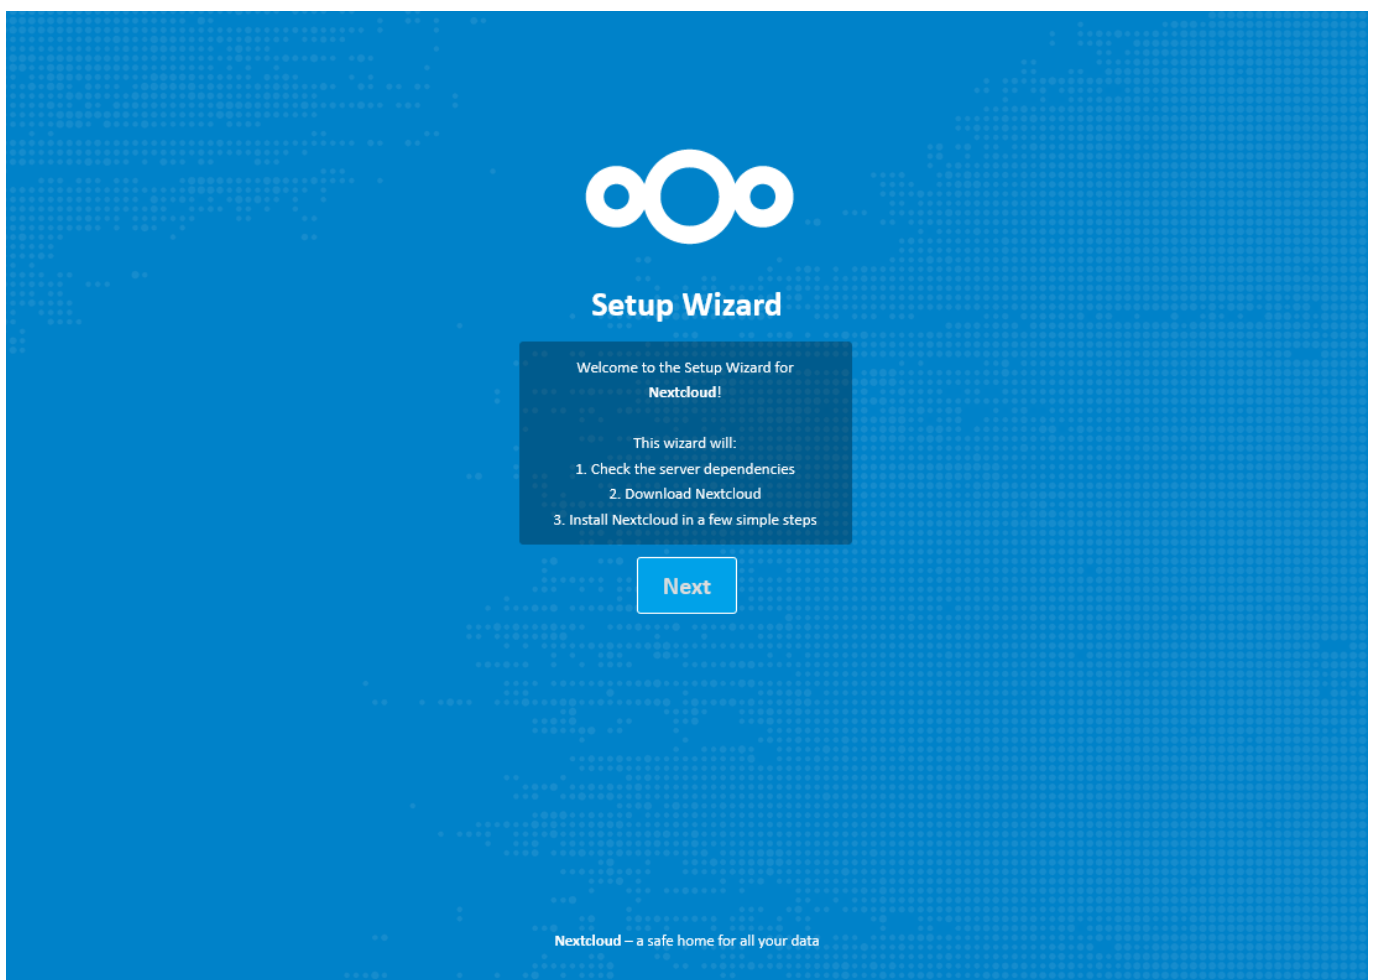 Setup Wizard
Welcome to the Setup Wizard for
Nextcloud!
This wizard will:
1. Check the server dependencies
2. Download Nextcloud
3. Install Nextcloud in a few simple steps
Next
Nextcloud – a safe home for all your data